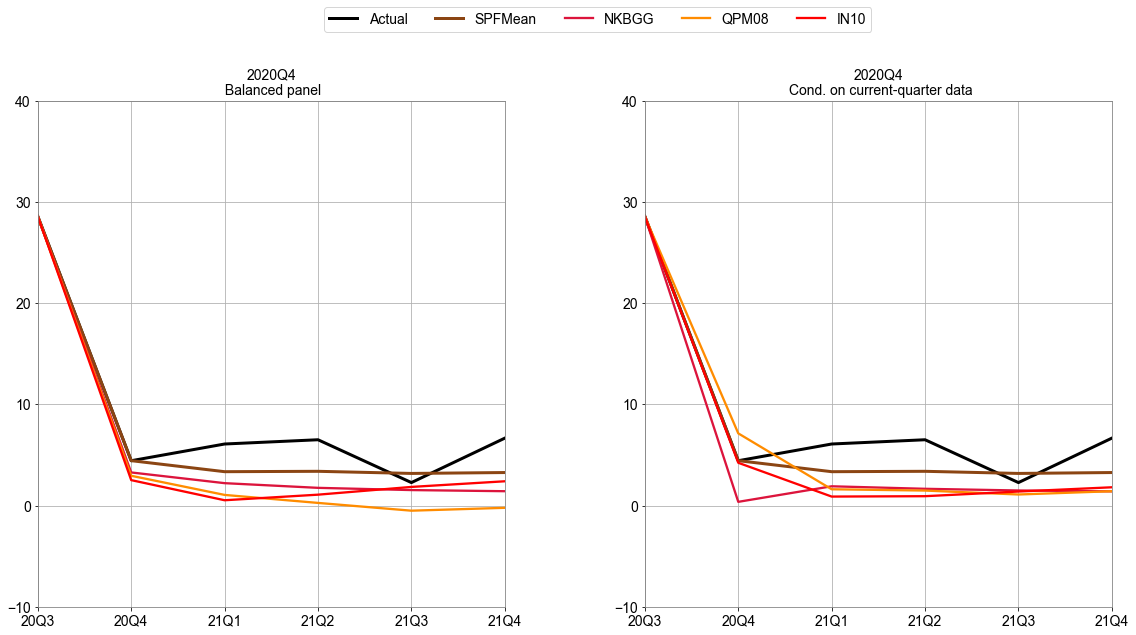 Actual SPFMean NKBGG QPM08 IN10
2020Q4
Balanced panel
40
30
20
10
0
−10
20Q3 20Q4 21Q1 21Q2 21Q3 21Q4
2020Q4
Cond. on current-quarter data
40
30
20
10
0
−10
20Q3 20Q4 21Q1 21Q2 21Q3 21Q4